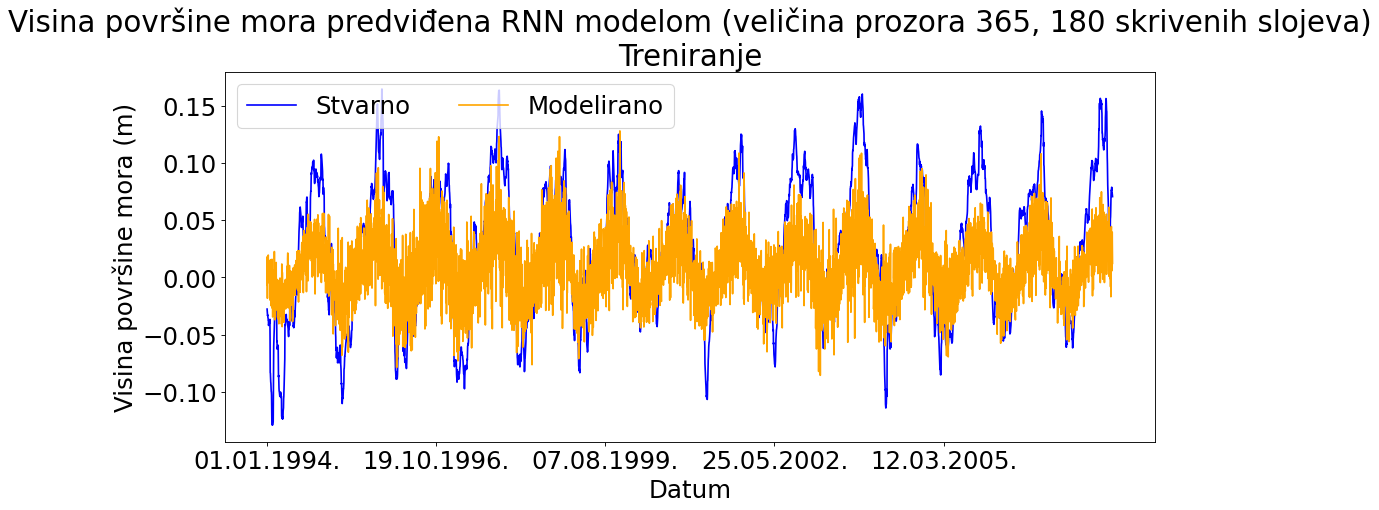 Visina površine mora predviđena RNN modelom (veličina prozora 365, 180 skrivenih slojeva)
Treniranje
Stvarno
Modelirano
Visina površine mora (m)
0.15
0.10
0.05
0.00
−0.05
−0.10
01.01.1994.
19.10.1996.
07.08.1999.
25.05.2002.
12.03.2005.
Datum